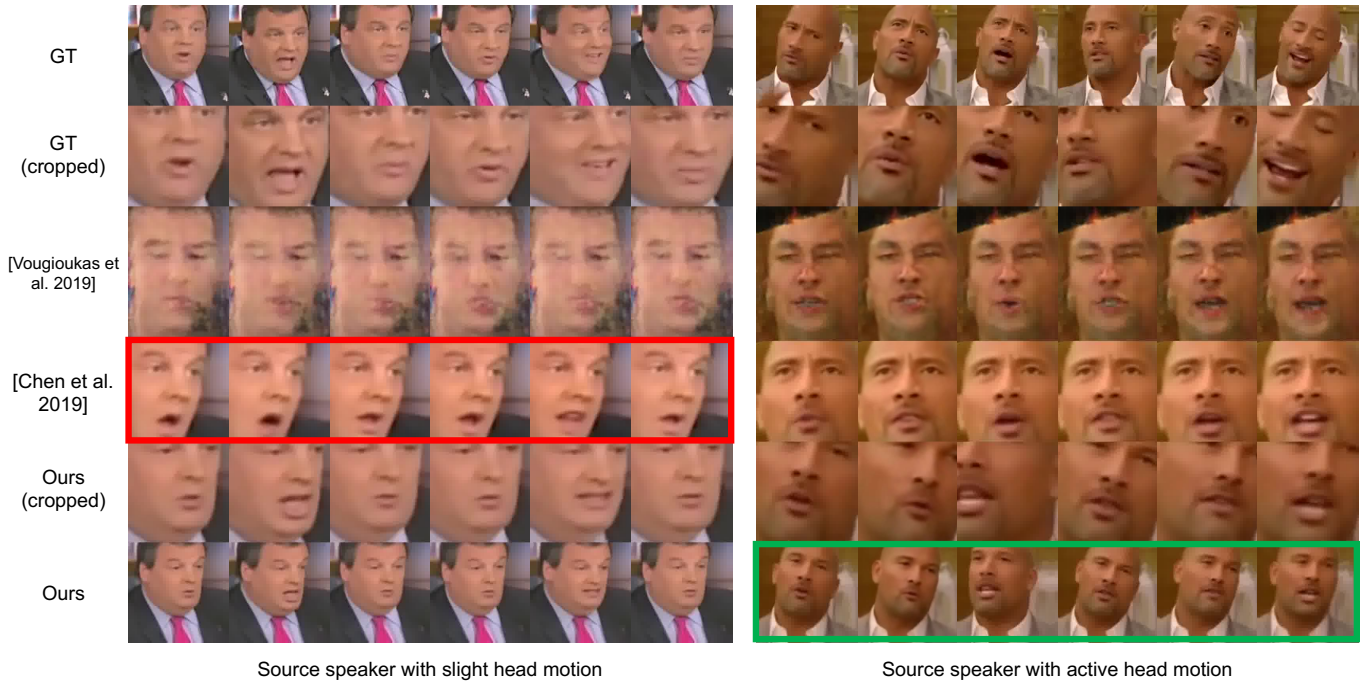 GT
GT
(cropped)
[Vougioukas et
al. 2019]
[Chen et al.
2019]
Ours
(cropped)
Ours
Source speaker with slight head motion
Source speaker with active head motion